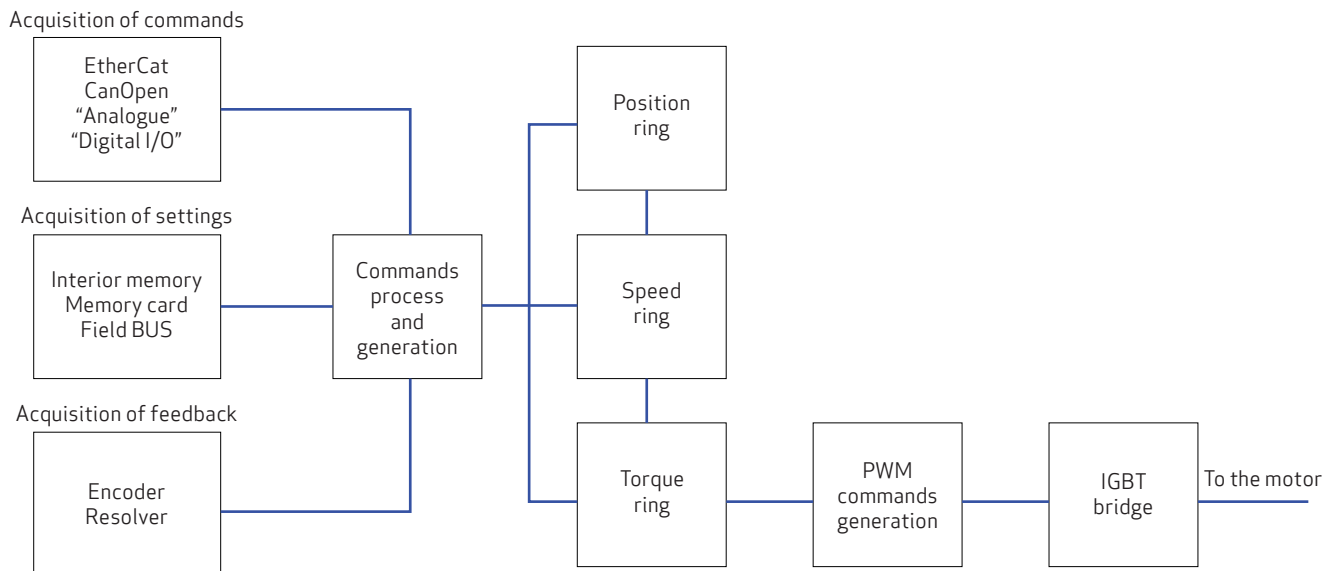 Acquisition of commands
EtherCat
CanOpen
“Analogue”
“Digital I/O”
Acquisition of settings
Interior memory
Memory card
Field BUS
Acquisition of feedback
Encoder
Resolver
Commands
process
and
generation
Position
ring
Speed
ring
Torque
ring
PWM
commands
generation
IGBT
bridge
To the motor